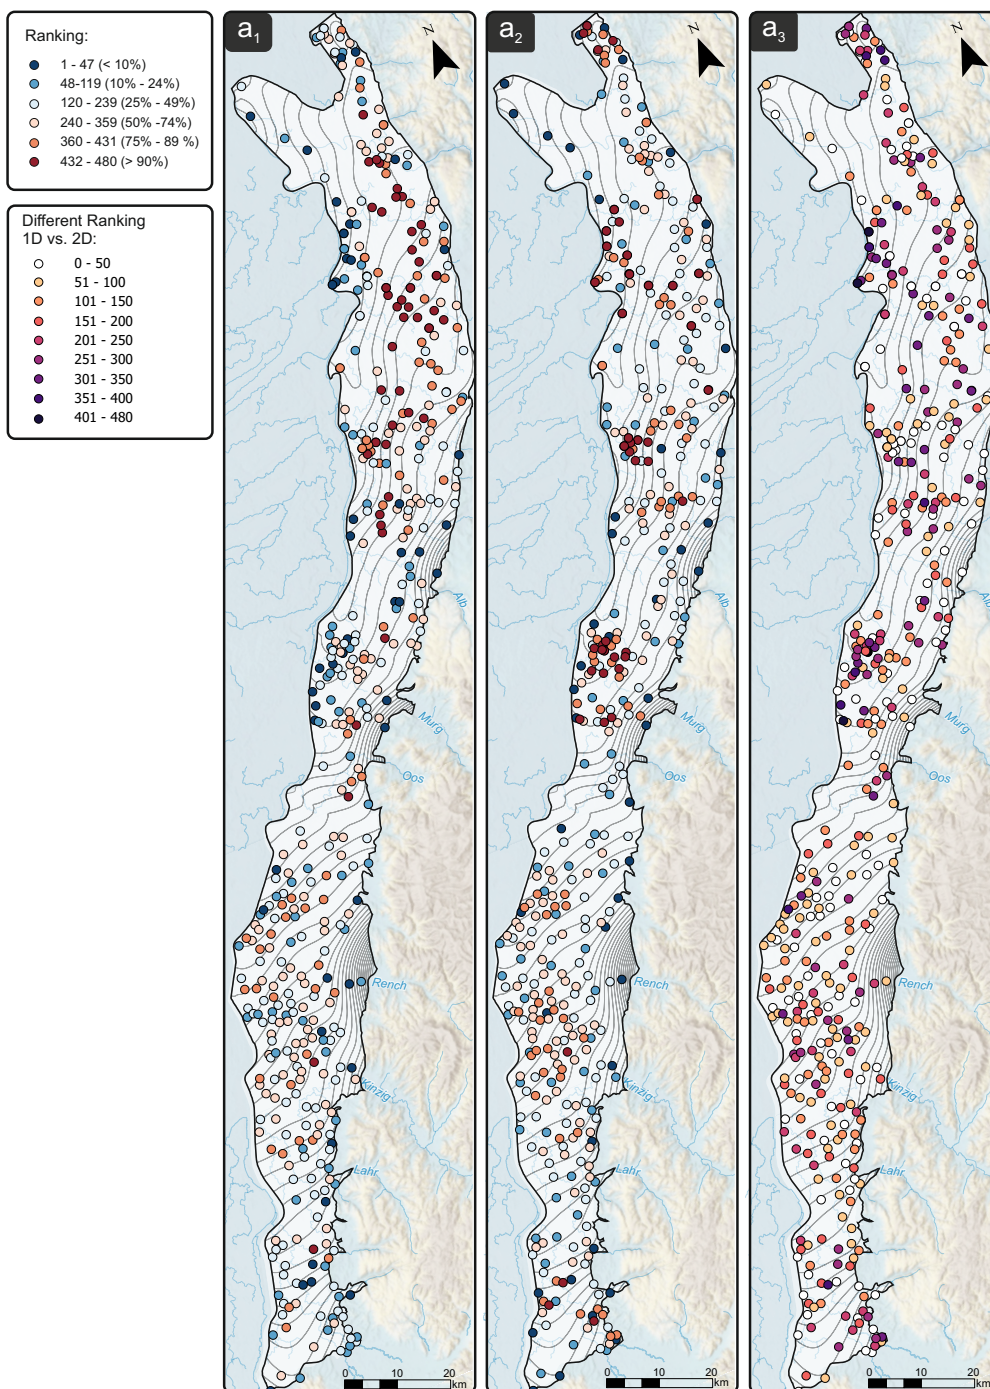 Ranking:
1 - 47 (< 10%)
48-119 (10% - 24%)
120 - 239 (25% - 49%)
240 - 359 (50% -74%)
360 - 431 (75% - 89 %)
432 - 480 (> 90%)
Different Ranking
1D vs. 2D:
0 - 50
51 - 100
101 - 150
151 - 200
201 - 250
251 - 300
301 - 350
351 - 400
401 - 480
a1
N
Alb
Murg
Oos
Rench
Kinzig
Lahr
0 10 20
km
a2
N
Alb
Murg
Oos
Rench
Kinzig
Lahr
0 10 20
km
a3
N
Alb
Murg
Oos
Rench
Kinzig
Lahr
0 10 20
km